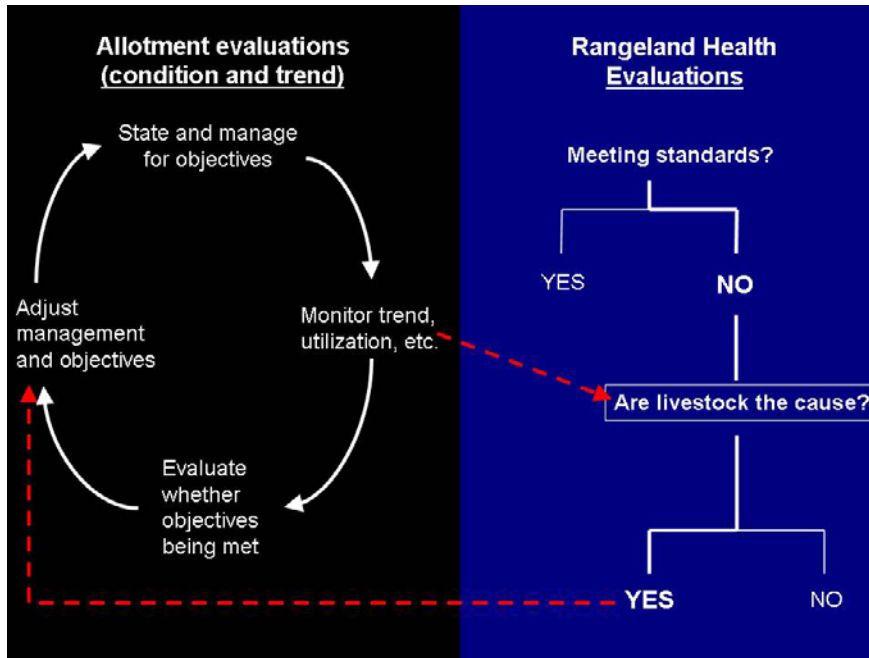 Allotment evaluations
(condition and trend)
State and manage
for objectives
Monitor trend,
utilization, etc.
Evaluate
whether
objectives
being met
Adjust
management
and objectives
Rangeland Health
Evaluations
Meeting standards?
YES
NO
Are livestock the cause?
YES
NO